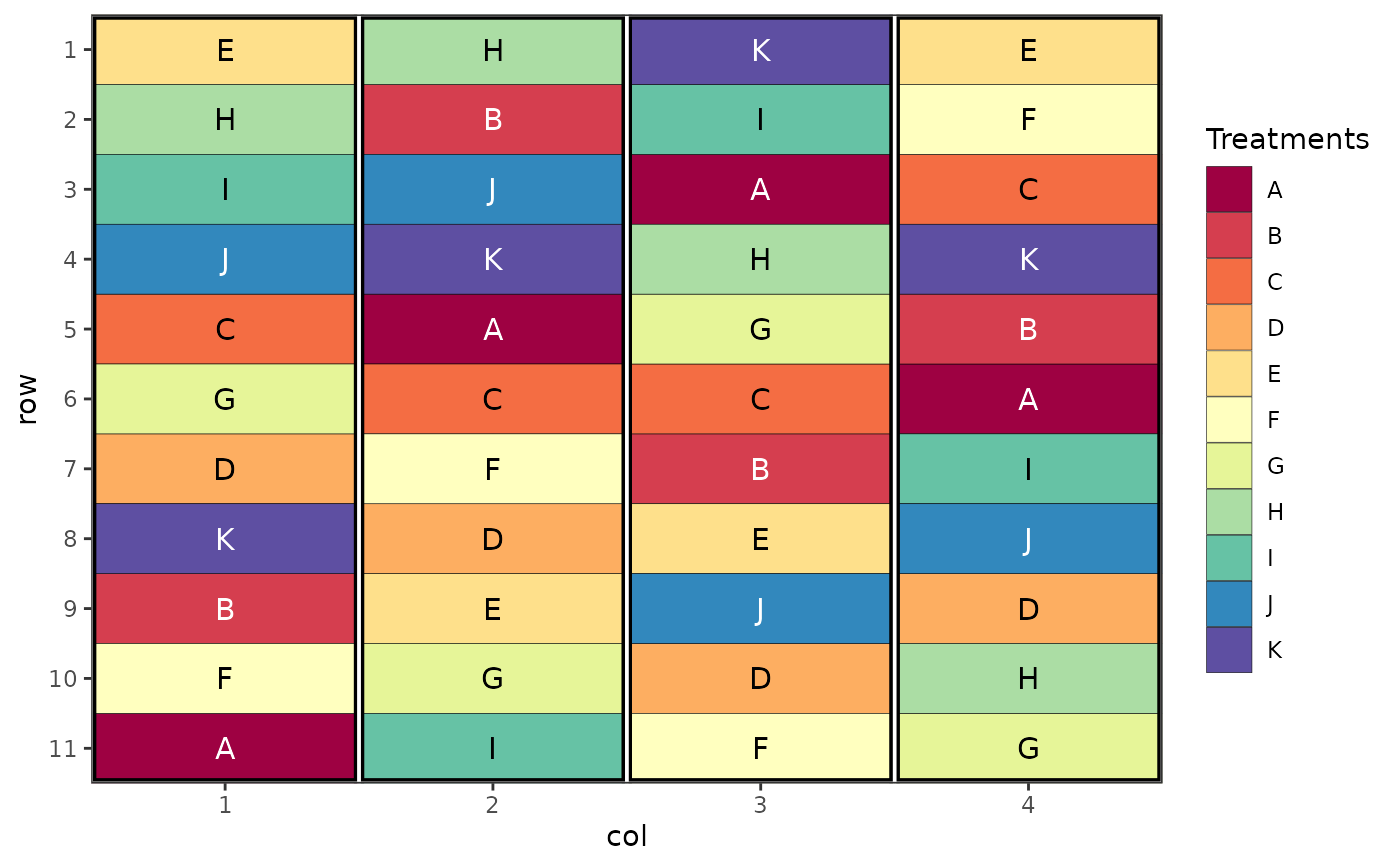 1 E H K E
2 H B I F
3 I J A C
4 J K H K
5 C A G B
6 G C C A
7 D F B I
8 K D E J
9 B E J D
10 F G D H
11 A I F G
1 2 3 4
col
row
Treatments
A
B
C
D
E
F
G
H
I
J
K